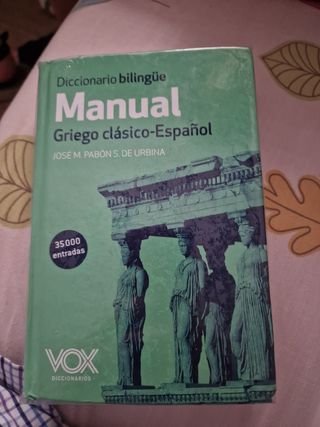 Diccionario bilingüe
Manual
Griego clásico-Español
JOSÉ M. PABÓN S. DE URBINA
35000
entradas
VOX
DICCIONARIOS